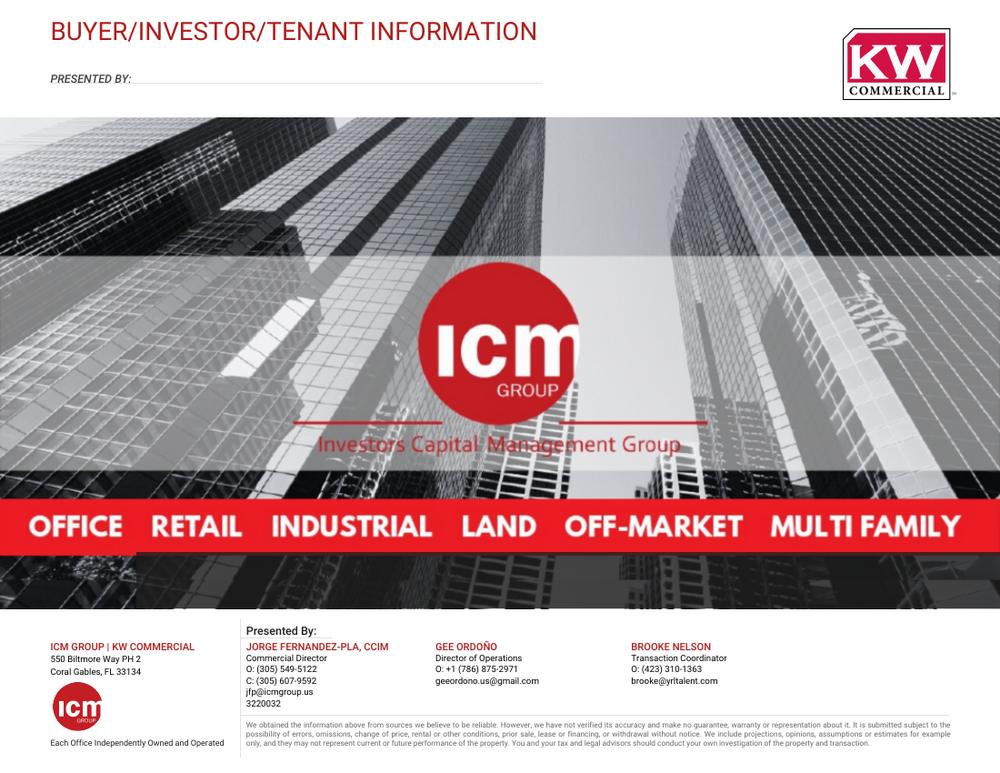 BUYER/INVESTOR/TENANT INFORMATION
PRESENTED BY:
KW
COMMERCIAL
ıcm
GROUP
Investors Capital Management Group
OFFICE RETAIL INDUSTRIAL LAND OFF-MARKET MULTI FAMILY
ICM GROUP | KW COMMERCIAL
550 Biltmore Way PH 2
Coral Gables, FL 33134
ıcm
GROUP
Each Office Independently Owned and Operated
Presented By:
JORGE FERNANDEZ-PLA, CCIM
Commercial Director
O: (305) 549-5122
C: (305) 607-9592
jfp@icmgroup.us
3220032
GEE ORDOÑO
Director of Operations
O: +1 (786) 875-2971
geeordono.us@gmail.com
BROOKE NELSON
Transaction Coordinator
O: (423) 310-1363
brooke@yrltalent.com
We obtained the information above from sources we believe to be reliable. However, we have not verified its accuracy and make no guarantee, warranty or representation about it. It is submitted subject to the
possibility of errors, omissions, change of price, rental or other conditions, prior sale, lease or financing, or withdrawal without notice. We include projections, opinions, assumptions or estimates for example
only, and they may not represent current or future performance of the property. You and your tax and legal advisors should conduct your own investigation of the property and transaction.